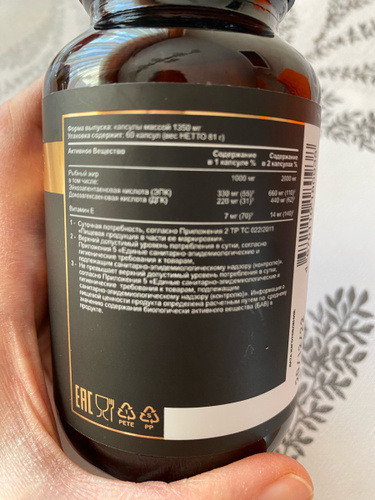 Форма выпуска: капсулы массой 1350 мг
Упаковка содержит: 60 капсул (вес НЕТТО 81 г)
Активное Вещество Содержание в 1 капсуле % Содержание в 2 капсулах %
Рыбный жир 1000 мг 2000 мг
в том числе:
Эйкозапентаеновая кислота (ЭПК) 330 мг (55)¹ 660 мг (110)²
Докозагексаеновая кислота (ДГК) 220 мг (31)¹ 440 мг (62)¹
Витамин Е 7 мг (70)³ 14 мг (140)³
1 - Суточная потребность, согласно Приложения 2 ТР ТС 022/2011
«Пищевая продукция в части ее маркировки».
2 - Верхний допустимый уровень потребления в сутки, согласно
Приложения 5 «Единые санитарно-эпидемиологические и
гигиенические требования к товарам,
подлежащим санитарно-эпидемиологическому надзору (контролю)».
3 - Не превышает верхний допустимый уровень потребления в сутки,
согласно Приложения 5 «Единые
санитарно-эпидемиологические и
гигиенические требования к товарам, подлежащим
санитарно-эпидемиологическому надзору (контролю)». Информация о
пищевой ценности продукта определена расчетным путем по среднему
значению содержания биологически активного вещества (БАВ) в
продукте.
EAC
1
PETE
5
PP